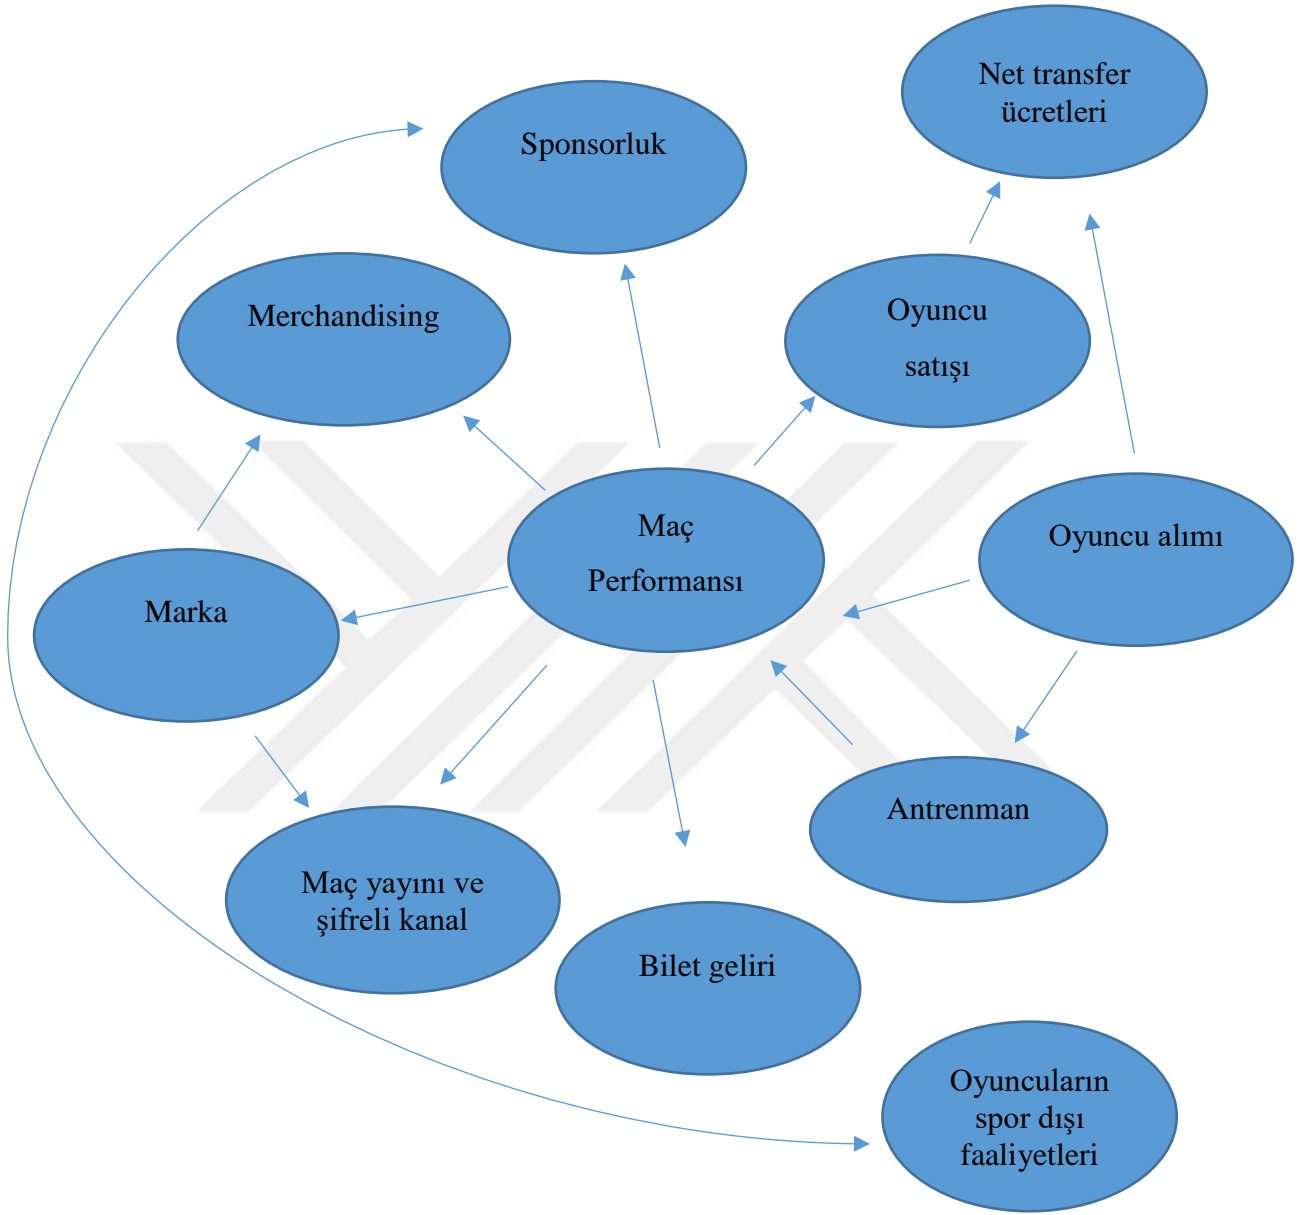 Net transfer
ücretleri
Sponsorluk
Merchandising
Oyuncu
satışı
Maç
Performansı
Oyuncu alımı
Marka
Antrenman
Maç yayını ve
şifreli kanal
Bilet geliri
Oyuncuların
spor dışı
faaliyetleri